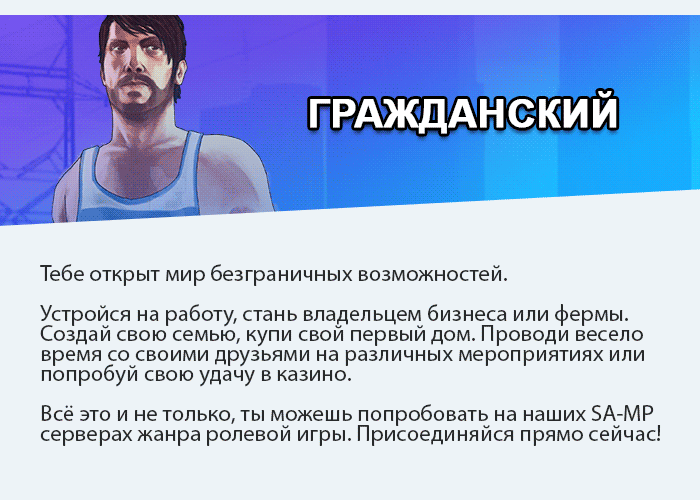 ГРАЖДАНСКИЙ
Тебе открыт мир безграничных возможностей.
Устройся на работу, стань владельцем бизнеса или фермы.
Создай свою семью, купи свой первый дом. Проводи весело
время со своими друзьями на различных мероприятиях или
попробуй свою удачу в казино.
Всё это и не только, ты можешь попробовать на наших SA-MP
серверах жанра ролевой игры. Присоединяйся прямо сейчас!